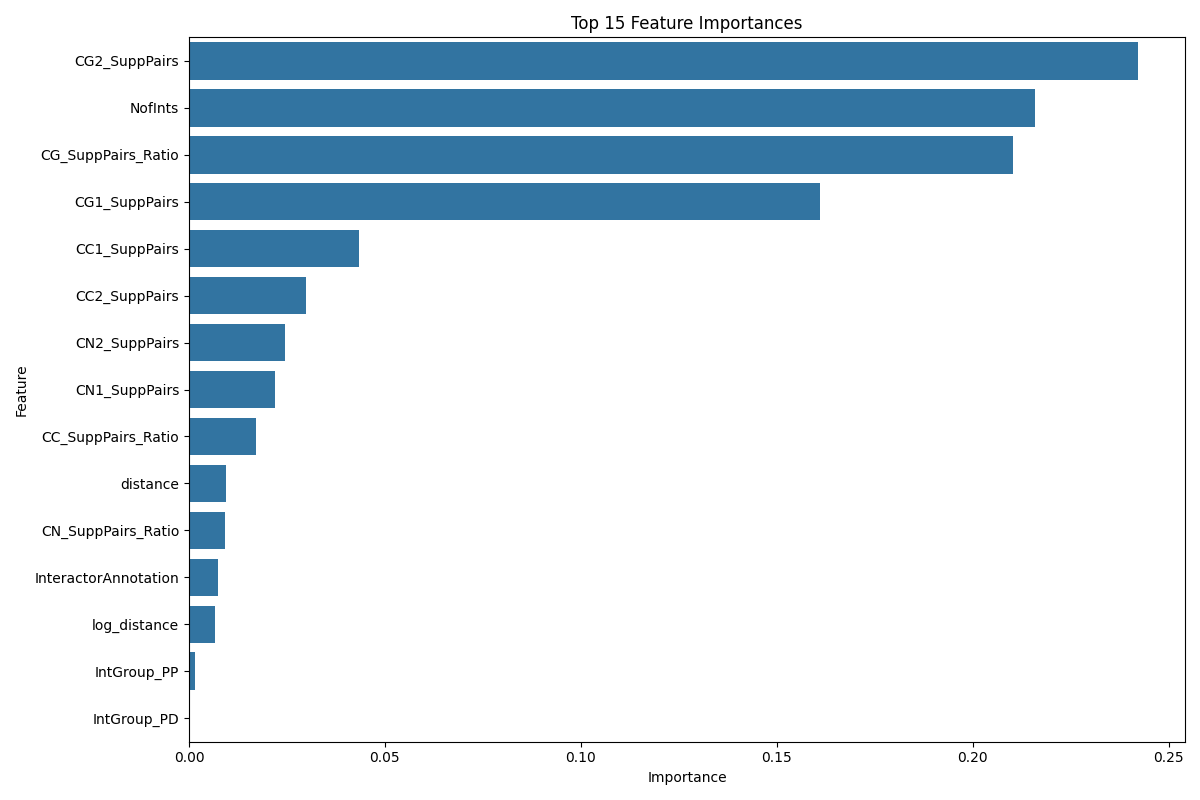 Top 15 Feature Importances
Feature
CG2_SuppPairs
NofInts
CG_SuppPairs_Ratio
CG1_SuppPairs
CC1_SuppPairs
CC2_SuppPairs
CN2_SuppPairs
CN1_SuppPairs
CC_SuppPairs_Ratio
distance
CN_SuppPairs_Ratio
InteractorAnnotation
log_distance
IntGroup_PP
IntGroup_PD
0.00 0.05 0.10 0.15 0.20 0.25
Importance